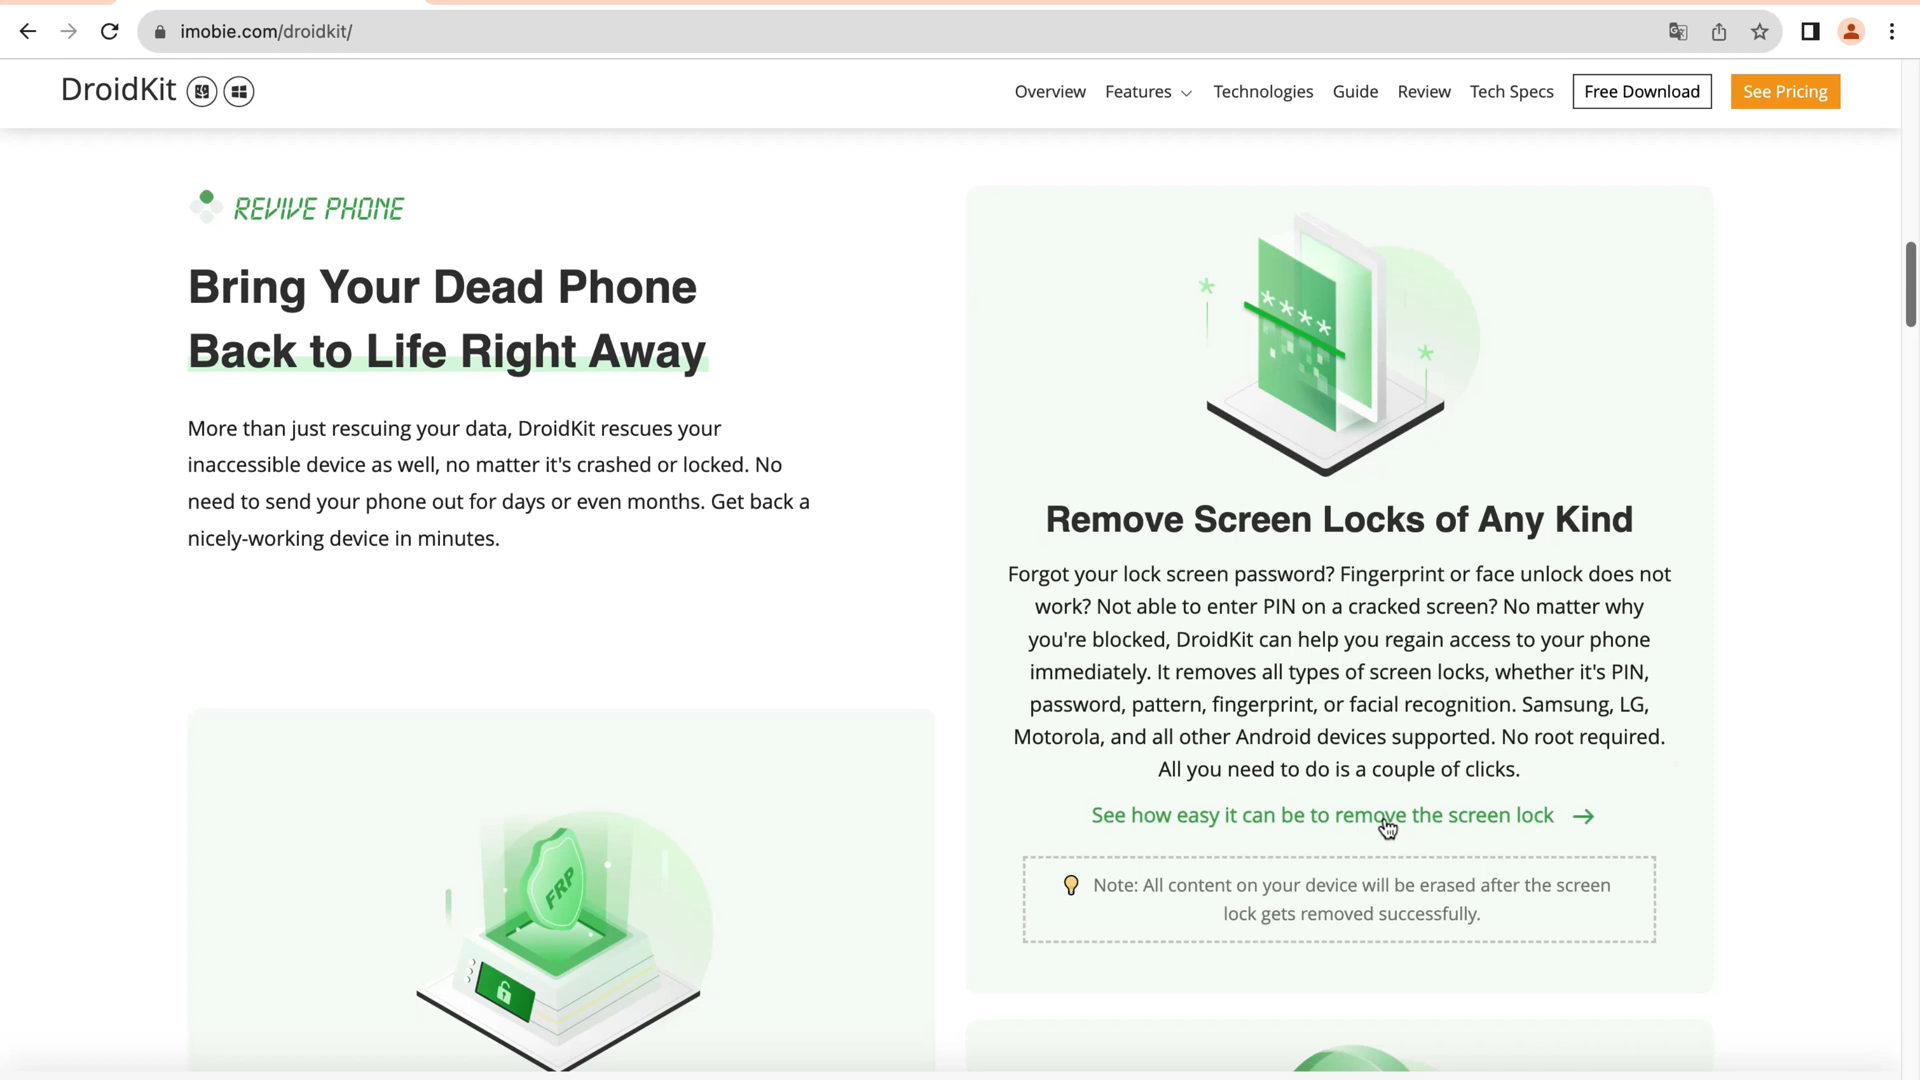 imobie.com/droidkit/
DroidKit
Overview Features Technologies Guide Review Tech Specs Free Download See Pricing
REVIVE PHONE
Bring Your Dead Phone
Back to Life Right Away
More than just rescuing your data, DroidKit rescues your
inaccessible device as well, no matter it's crashed or locked. No
need to send your phone out for days or even months. Get back a
nicely-working device in minutes.
FRP
****
Remove Screen Locks of Any Kind
Forgot your lock screen password? Fingerprint or face unlock does not
work? Not able to enter PIN on a cracked screen? No matter why
you're blocked, DroidKit can help you regain access to your phone
immediately. It removes all types of screen locks, whether it's PIN,
password, pattern, fingerprint, or facial recognition. Samsung, LG,
Motorola, and all other Android devices supported. No root required.
All you need to do is a couple of clicks.
See how easy it can be to remove the screen lock →
Note: All content on your device will be erased after the screen
lock gets removed successfully.